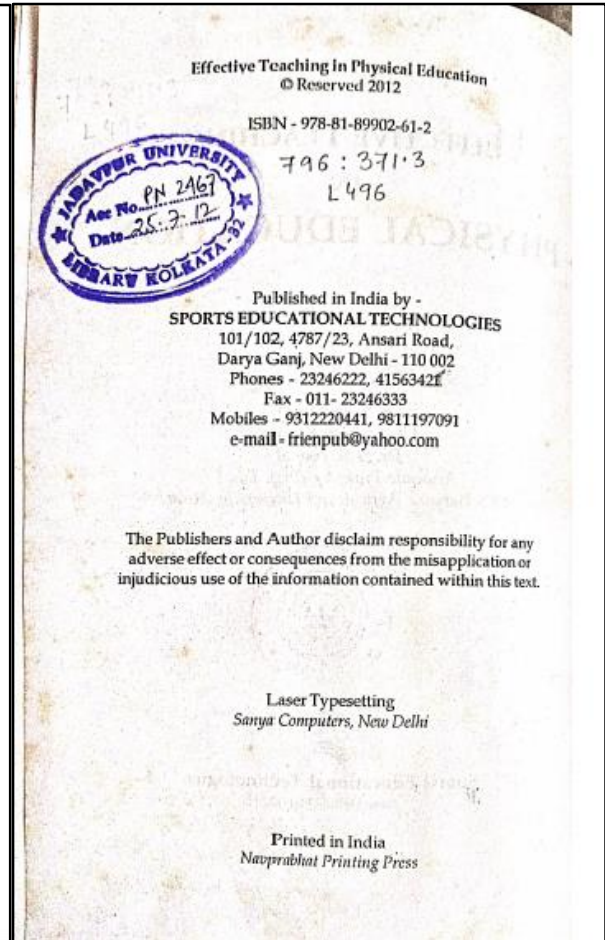 Effective Teaching in Physical Education
© Reserved 2012
ISBN - 978-81-89902-61-2
796 : 371.3
L 496
JADAVPUR UNIVERSITY
Acc No. PN 2467
Date 25.7.12
LIBRARY KOLKATA-32
Published in India by -
SPORTS EDUCATIONAL TECHNOLOGIES
101/102, 4787/23, Ansari Road,
Darya Ganj, New Delhi - 110 002
Phones - 23246222, 41563421
Fax - 011- 23246333
Mobiles - 9312220441, 9811197091
e-mail - frienpub@yahoo.com
The Publishers and Author disclaim responsibility for any
adverse effect or consequences from the misapplication or
injudicious use of the information contained within this text.
Laser Typesetting
Sanya Computers, New Delhi
Printed in India
Navprabhat Printing Press